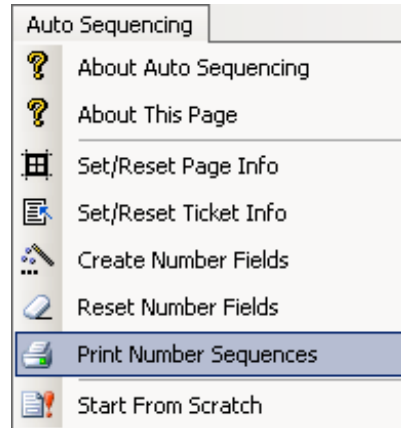 Auto Sequencing
About Auto Sequencing
About This Page
Set/Reset Page Info
Set/Reset Ticket Info
Create Number Fields
Reset Number Fields
Print Number Sequences
Start From Scratch